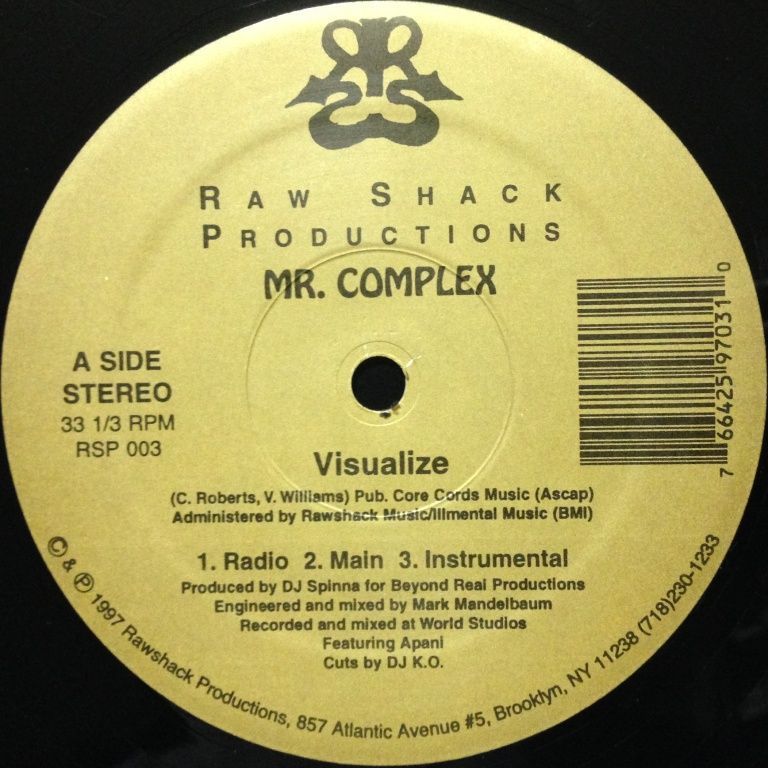 RAW SHACK
PRODUCTIONS
MR. COMPLEX
A SIDE
STEREO
33 1/3 RPM
RSP 003
7 66425 97031 0
Visualize
(C. Roberts, V. Williams) Pub. Core Cords Music (Ascap)
Administered by Rawshack Music/Illmental Music (BMI)
1. Radio 2. Main 3. Instrumental
Produced by DJ Spinna for Beyond Real Productions
Engineered and mixed by Mark Mandelbaum
Recorded and mixed at World Studios
Featuring Apani
Cuts by DJ K.O.
© & ℗ 1997 Rawshack Productions, 857 Atlantic Avenue #5, Brooklyn, NY 11238 (718)230-1233